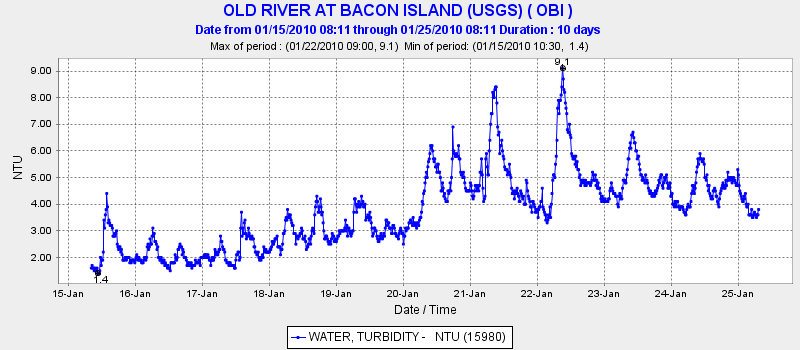 OLD RIVER AT BACON ISLAND (USGS) ( OBI )
Date from 01/15/2010 08:11 through 01/25/2010 08:11 Duration : 10 days
Max of period : (01/22/2010 09:00, 9.1) Min of period: (01/15/2010 10:30, 1.4)
9.1
9.00
8.00
7.00
6.00
5.00
4.00
3.00
2.00
NTU
1.4
15-Jan 16-Jan 17-Jan 18-Jan 19-Jan 20-Jan 21-Jan 22-Jan 23-Jan 24-Jan 25-Jan
Date / Time
WATER, TURBIDITY - NTU (15980)